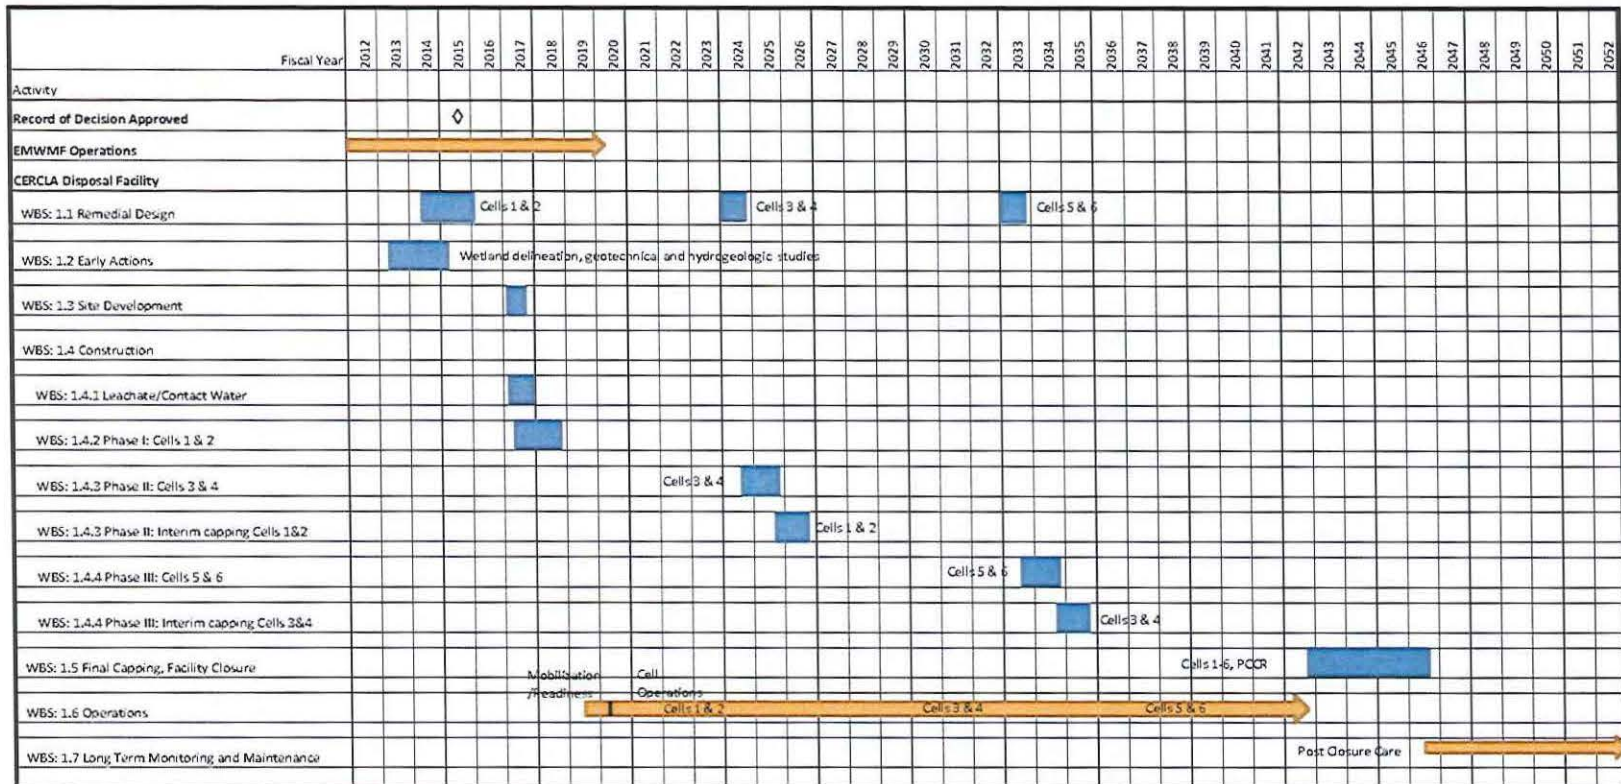 Fiscal Year 2012 2013 2014 2015 2016 2017 2018 2019 2020 2021 2022 2023 2024 2025 2026 2027 2028 2029 2030 2031 2032 2033 2034 2035 2036 2037 2038 2039 2040 2041 2042 2043 2044 2045 2046 2047 2048 2049 2050 2051 2052
Activity
Record of Decision Approved
EMWMF Operations
CERCLA Disposal Facility
WBS: 1.1 Remedial Design Cells 1 & 2 Cells 3 & 4 Cells 5 & 6
WBS: 1.2 Early Actions Wetland delineation, geotechnical and hydrogeologic studies
WBS: 1.3 Site Development
WBS: 1.4 Construction
WBS: 1.4.1 Leachate/Contact Water
WBS: 1.4.2 Phase I: Cells 1 & 2
WBS: 1.4.3 Phase II: Cells 3 & 4 Cells 3 & 4
WBS: 1.4.3 Phase II: Interim capping Cells 1&2 Cells 1 & 2
WBS: 1.4.4 Phase III: Cells 5 & 6 Cells 5 & 6
WBS: 1.4.4 Phase III: Interim capping Cells 3&4 Cells 3 & 4
WBS: 1.5 Final Capping, Facility Closure Cells 1-6, PCCR
Mobilization Cell
/Readiness Operations
WBS: 1.6 Operations Cells 1 & 2 Cells 3 & 4 Cells 5 & 6
WBS: 1.7 Long Term Monitoring and Maintenance Post Closure Care